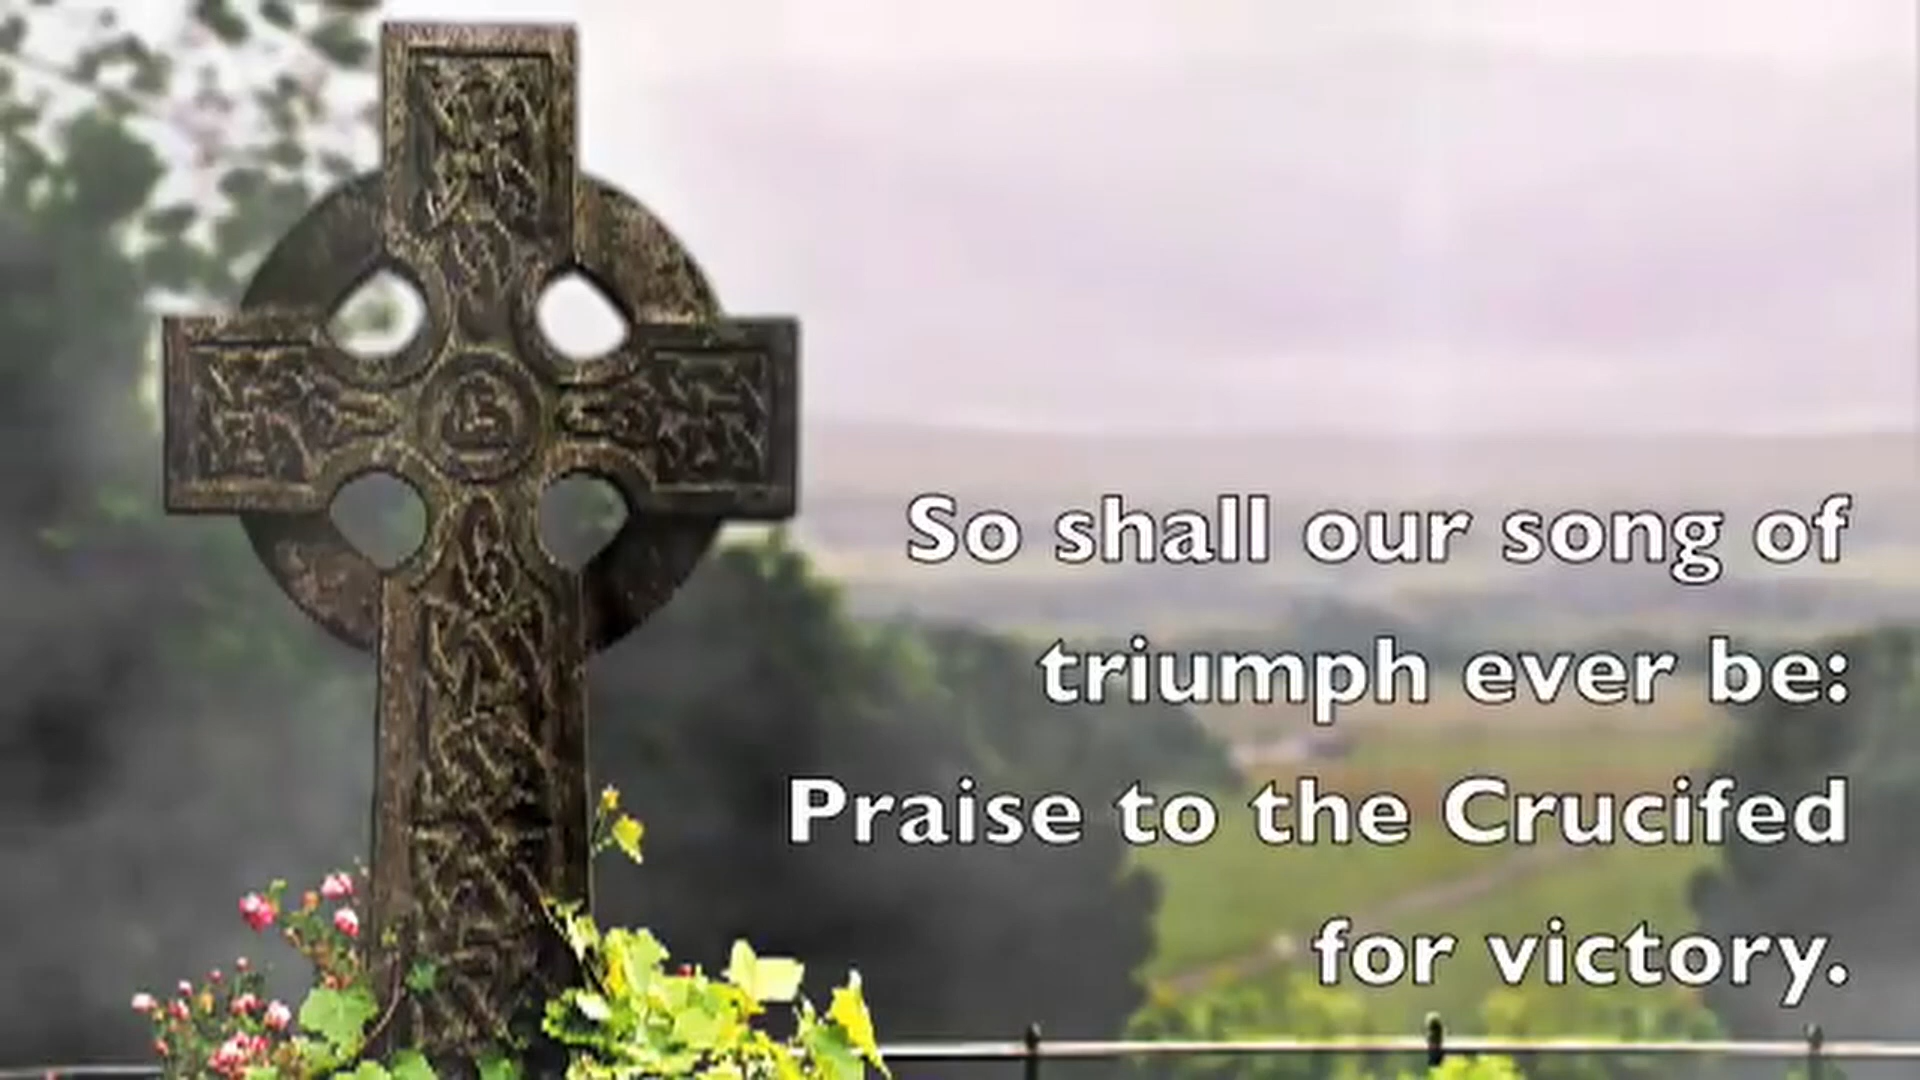 So shall our song of
triumph ever be:
Praise to the Crucifed
for victory.